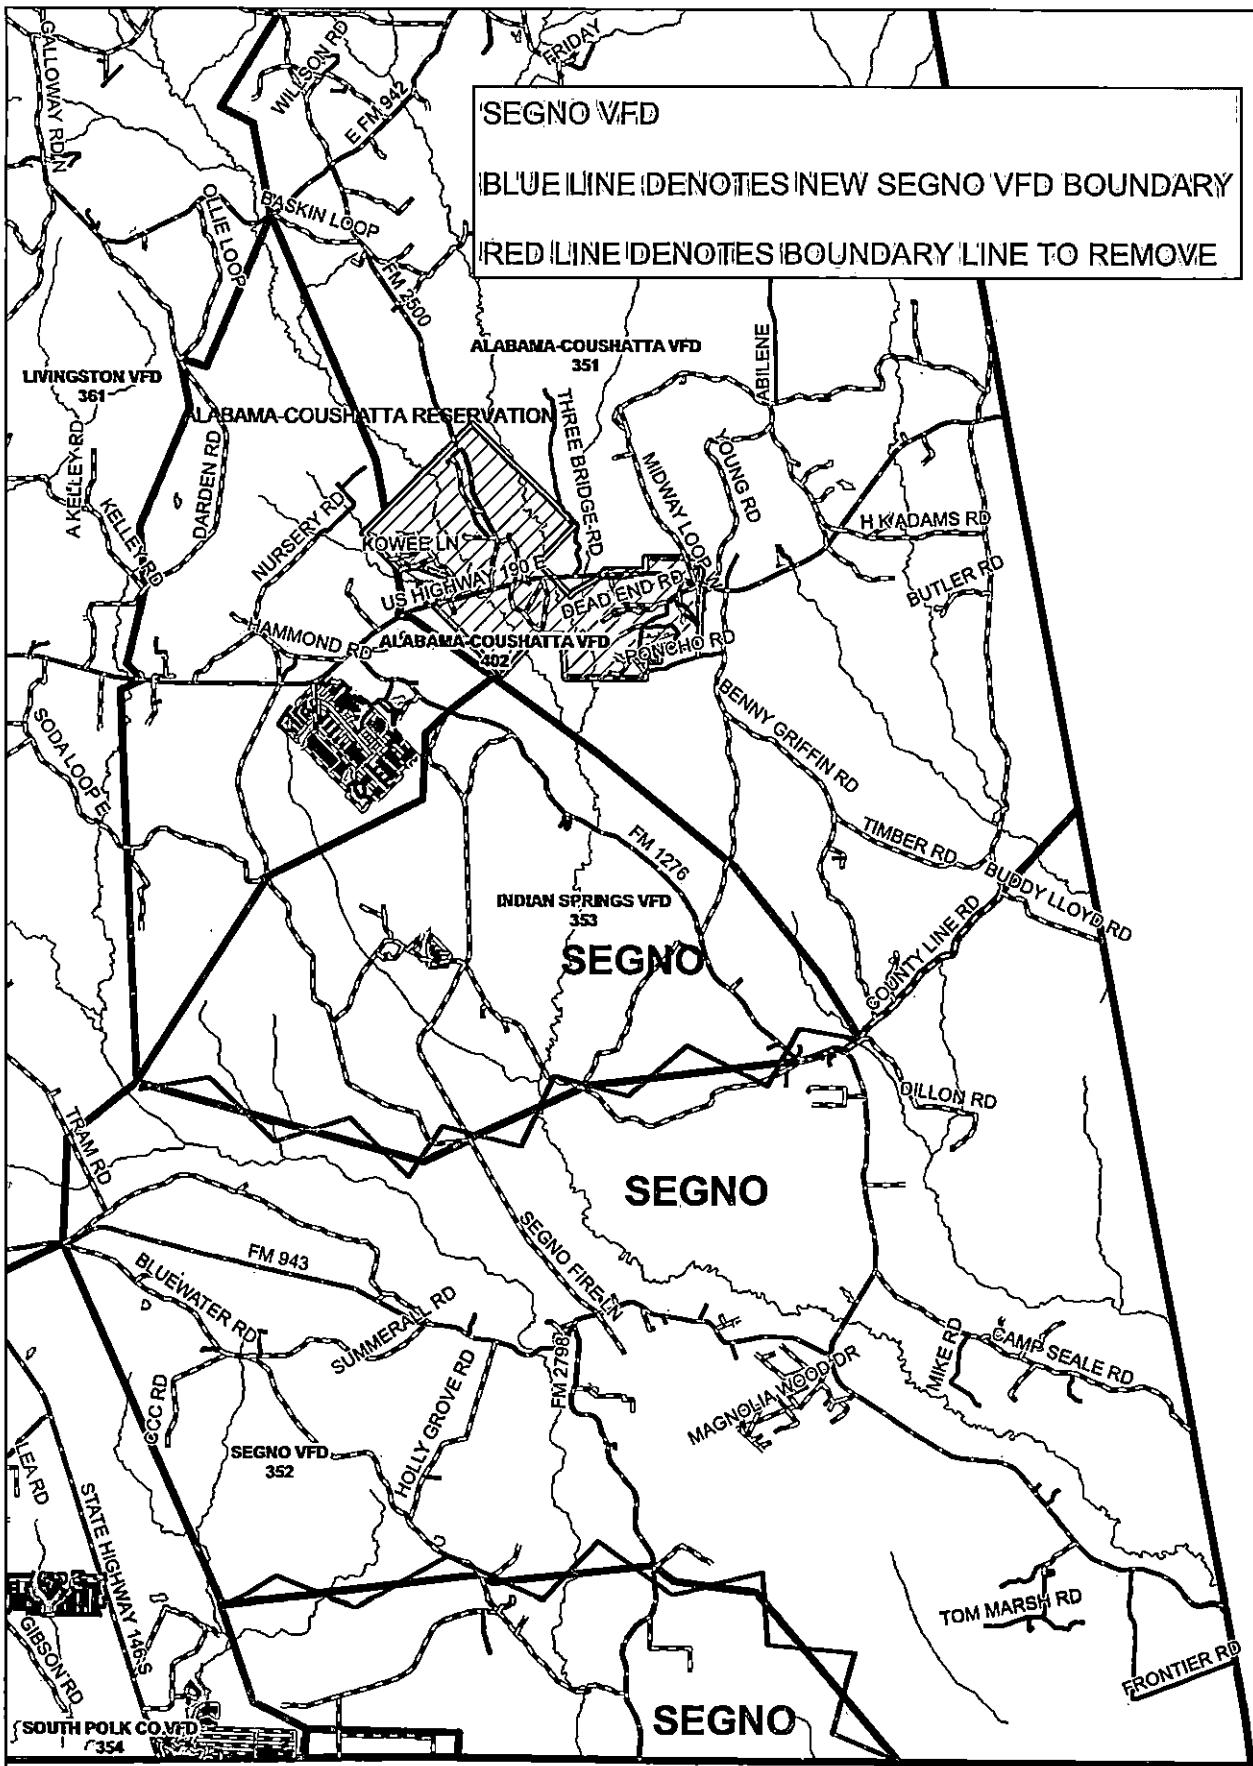 GALLOWAY RD N
WILLSON RD
FRIDAY
E FM 942
SEGNO VFD
BLUE LINE DENOTES NEW SEGNO VFD BOUNDARY
RED LINE DENOTES BOUNDARY LINE TO REMOVE
OLLIE LOOP
BASKIN LOOP
FM 2500
ABILENE
ALABAMA-COUSHATTA VFD
351
LIVINGSTON VFD
361
ALABAMA-COUSHATTA RESERVATION
THREE BRIDGE RD
A KELLEY RD
KELLEY RD
DARDEN RD
NURSERY RD
MIDWAY LOOP W
YOUNG RD
H K ADAMS RD
KOWEE LN
US HIGHWAY 190 E
DEAD END RD
BUTLER RD
HAMMOND RD
ALABAMA-COUSHATTA VFD
402
PONCHO RD
SODA LOOP E
BENNY GRIFFIN RD
FM 1276
TIMBER RD
BUDDY LLOYD RD
INDIAN SPRINGS VFD
353
SEGNO
COUNTY LINE RD
DILLON RD
TRAM RD
SEGNO
FM 943
SEGNO FIRE LN
BLUEWATER RD
SUMMERALL RD
FM 2798
MIKE RD
CAMP SEALE RD
MAGNOLIA WOOD DR
CCC RD
HOLLY GROVE RD
SEGNO VFD
352
LEA RD
STATE HIGHWAY 146 S
GIBSON RD
TOM MARSH RD
FRONTIER RD
SOUTH POLK CO VFD
354
SEGNO